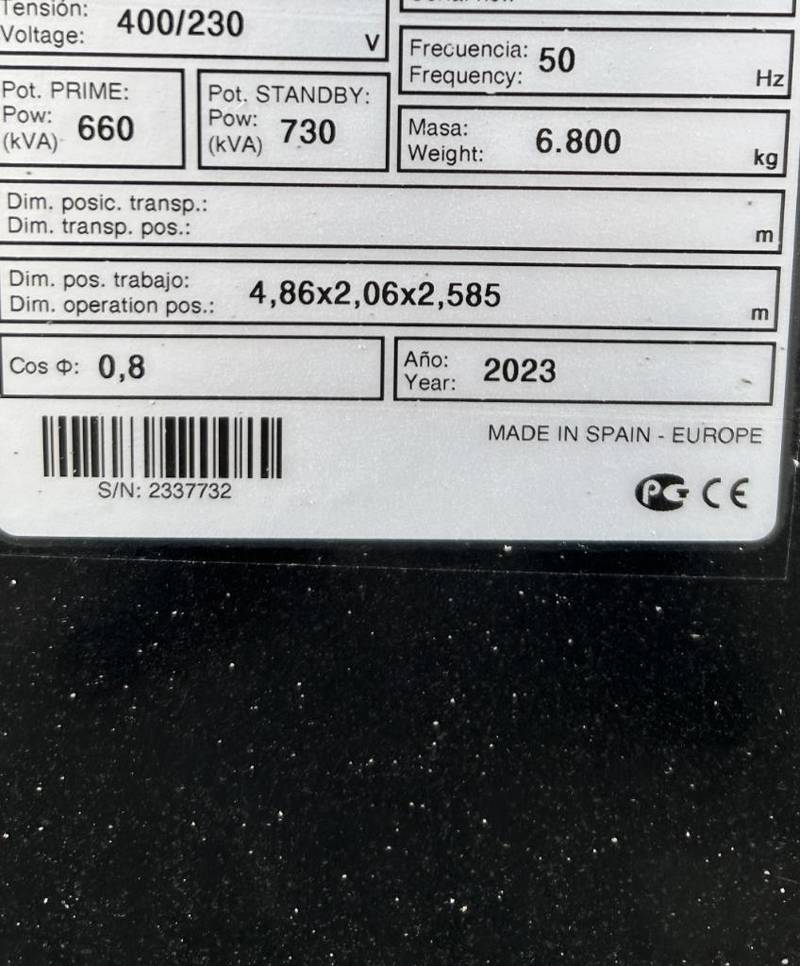 Tensión:
Voltage: 400/230 V
Frecuencia:
Frequency: 50 Hz
Pot. PRIME:
Pow:
(kVA) 660
Pot. STANDBY:
Pow:
(kVA) 730
Masa:
Weight: 6.800 kg
Dim. posic. transp.:
Dim. transp. pos.: m
Dim. pos. trabajo:
Dim. operation pos.: 4,86x2,06x2,585 m
Cos Φ: 0,8
Año:
Year: 2023
MADE IN SPAIN - EUROPE
S/N: 2337732
PG CE